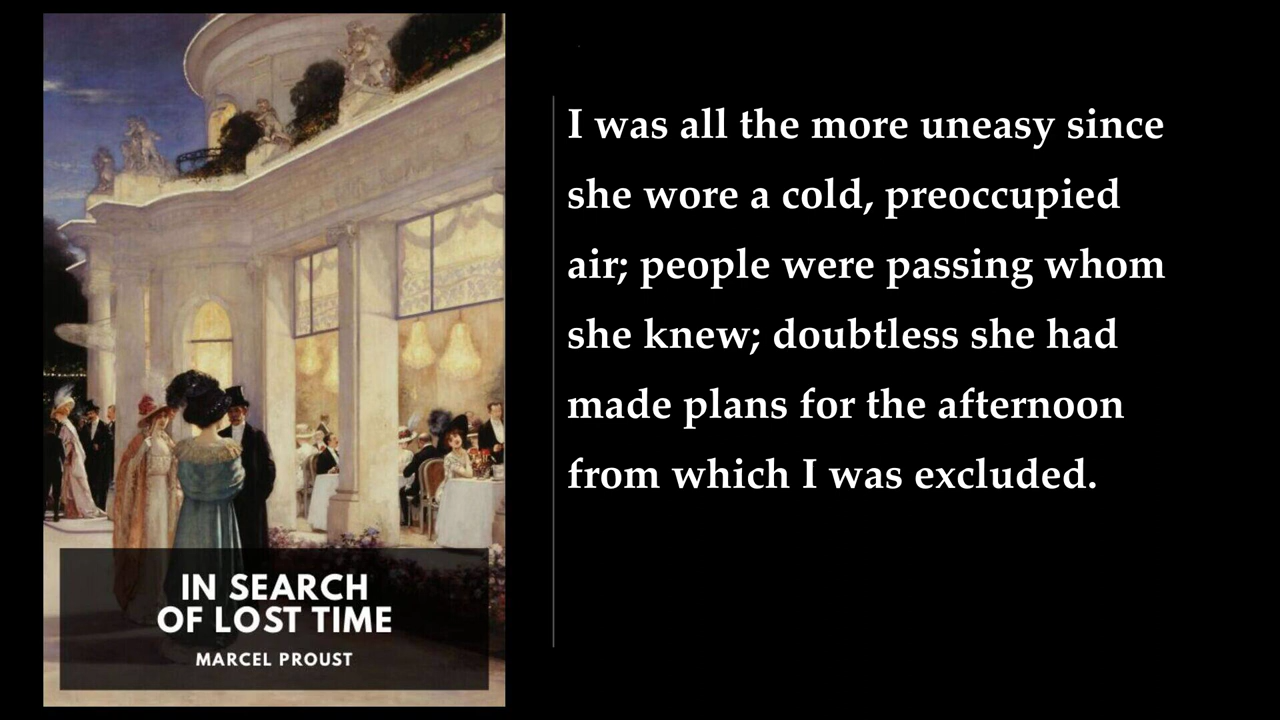 I was all the more uneasy since
she wore a cold, preoccupied
air; people were passing whom
she knew; doubtless she had
made plans for the afternoon
from which I was excluded.
IN SEARCH
OF LOST TIME
MARCEL PROUST